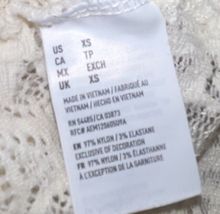 US XS
CA TP
MX EXCH
UK XS
MADE IN VIETNAM / FABRIQUÉ AU
VIETNAM / HECHO EN VIETNAM
RN 54485 / CA 03873
RFC# AEM1206050J9A
EN 97% NYLON / 3% ELASTANE
EXCLUSIVE OF DECORATION
FR 97% NYLON / 3% ÉLASTHANNE
À L'EXCEPTION DE LA GARNITURE